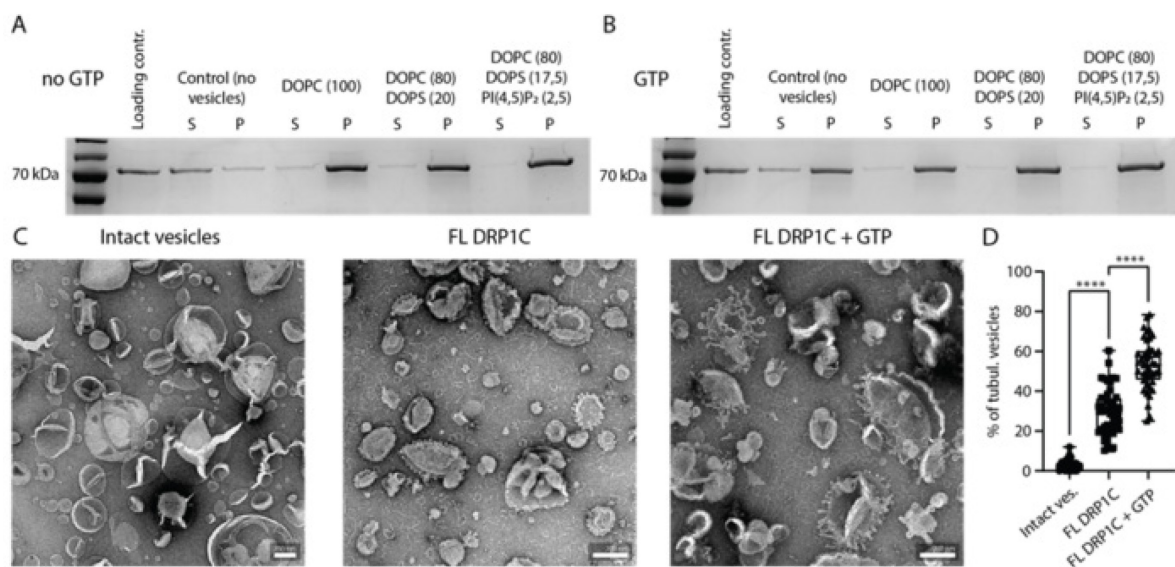 A
no GTP
Loading contr.
Control (no
vesicles)
DOPC (100)
DOPC (80)
DOPS (20)
DOPC (80)
DOPS (17,5)
PI(4,5)P₂ (2,5)
S P S P S P S P
70 kDa
B
GTP
Loading contr.
Control (no
vesicles)
DOPC (100)
DOPC (80)
DOPS (20)
DOPC (80)
DOPS (17,5)
PI(4,5)P₂ (2,5)
S P S P S P S P
70 kDa
C
Intact vesicles
FL DRP1C
FL DRP1C + GTP
D
% of tubul. vesicles
100
80
60
40
20
0
****
****
Intact ves.
FL DRP1C
FL DRP1C + GTP